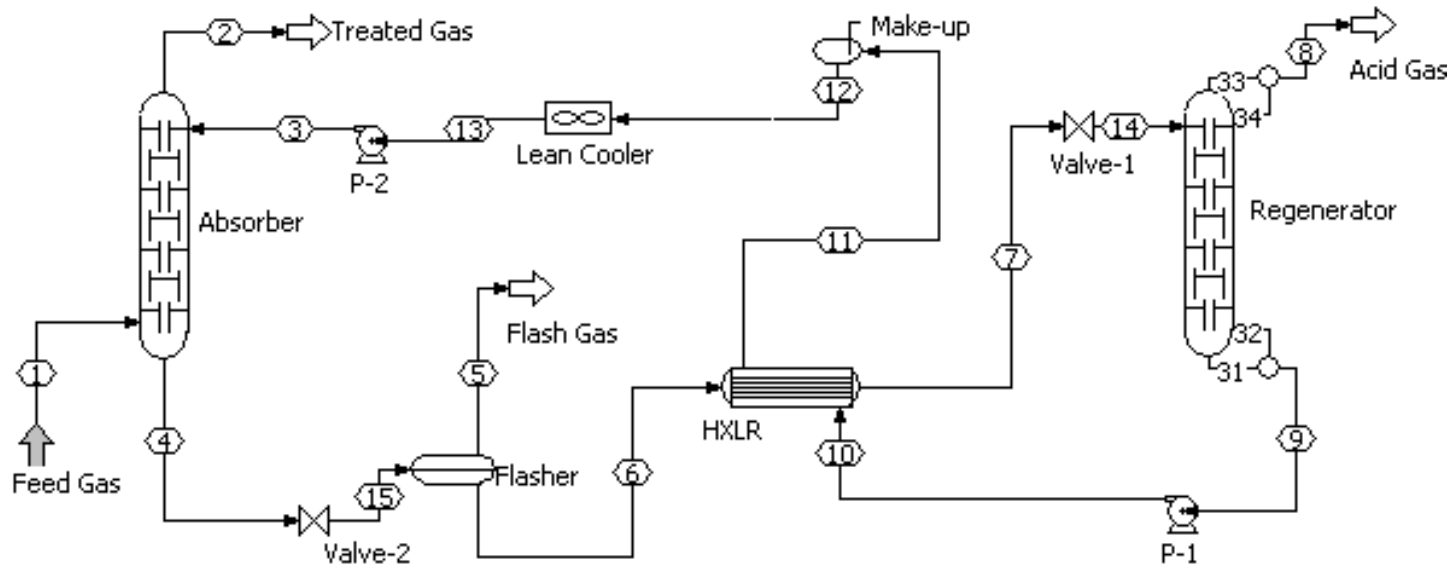 2
Treated Gas
Make-up
33
8
Acid Gas
12
34
3
13
14
Lean Cooler
Valve-1
P-2
Absorber
Regenerator
11
7
Flash Gas
32
1
5
31
HXLR
4
10
9
Feed Gas
Flasher
6
15
Valve-2
P-1